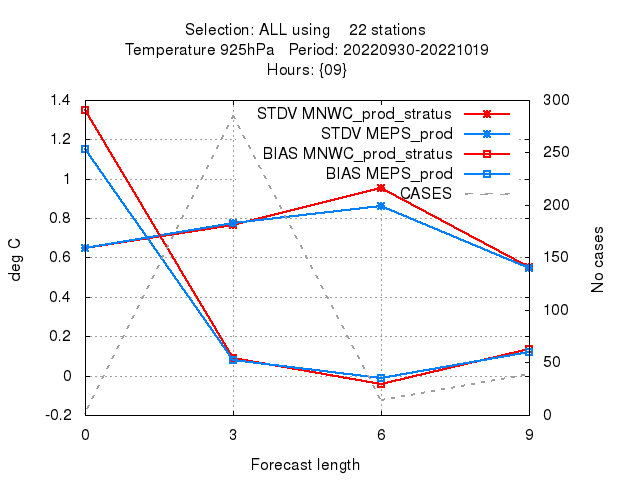 Selection: ALL using    22 stations
Temperature 925hPa   Period: 20220930-20221019
Hours: {09}
1.4
1.2
1
0.8
0.6
0.4
0.2
0
-0.2
300
250
200
150
100
50
0
STDV MNWC_prod_stratus
STDV MEPS_prod
BIAS MNWC_prod_stratus
BIAS MEPS_prod
CASES
deg C
No cases
0 3 6 9
Forecast length